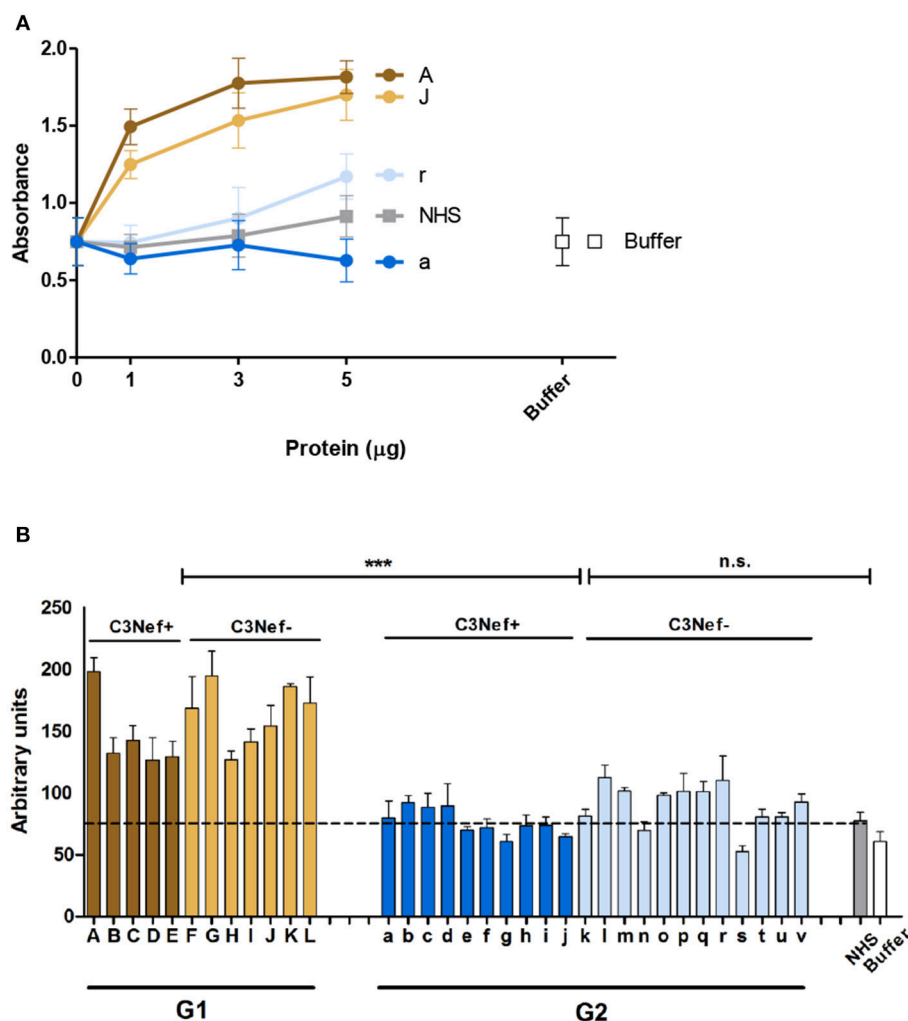 A
2.0
1.5
1.0
0.5
0.0
Absorbance
A
J
r
NHS
a
Buffer
0 1 3 5 Buffer
Protein (μg)
B
*** n.s.
C3Nef+ C3Nef- C3Nef+ C3Nef-
250
200
150
100
50
0
Arbitrary units
A B C D E F G H I J K L a b c d e f g h i j k l m n o p q r s t u v NHS Buffer
G1 G2